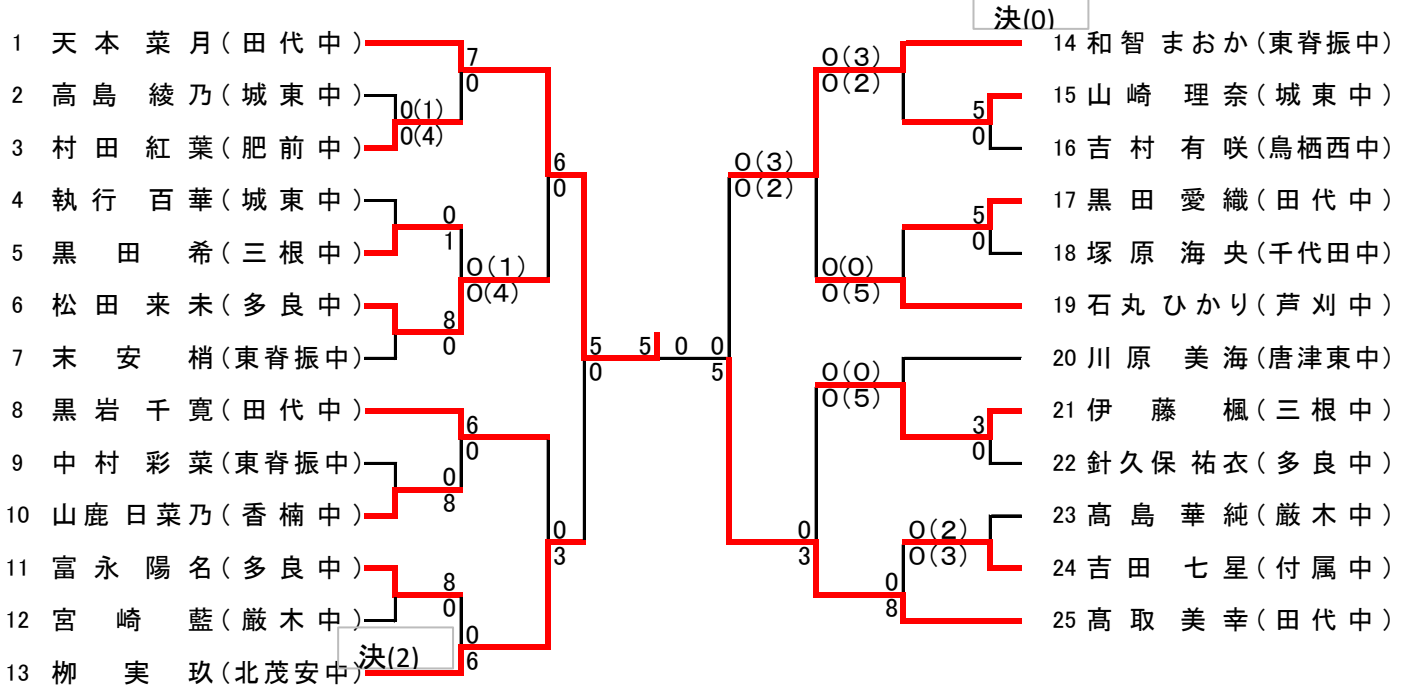 決(0)
1 天本菜月(田代中)
2 高島綾乃(城東中)
3 村田紅葉(肥前中)
4 執行百華(城東中)
5 黒田希(三根中)
6 松田来未(多良中)
7 末安梢(東脊振中)
8 黒岩千寛(田代中)
9 中村彩菜(東脊振中)
10 山鹿日菜乃(香楠中)
11 富永陽名(多良中)
12 宮崎藍(厳木中)
13 栁実玖(北茂安中)
決(2)
7
0
0(1)
0(4)
6
0
0
1
0(1)
0(4)
8
0
5
0
5 0 0
5
6
0
0
8
0
3
8
0
0
6
0(3)
0(2)
5
0
0(3)
0(2)
5
0
0(0)
0(5)
0(0)
0(5)
3
0
0
3
0(2)
0(3)
0
8
14 和智まおか(東脊振中)
15 山崎理奈(城東中)
16 吉村有咲(鳥栖西中)
17 黒田愛織(田代中)
18 塚原海央(千代田中)
19 石丸ひかり(芦刈中)
20 川原美海(唐津東中)
21 伊藤楓(三根中)
22 針久保祐衣(多良中)
23 髙島華純(厳木中)
24 吉田七星(付属中)
25 髙取美幸(田代中)